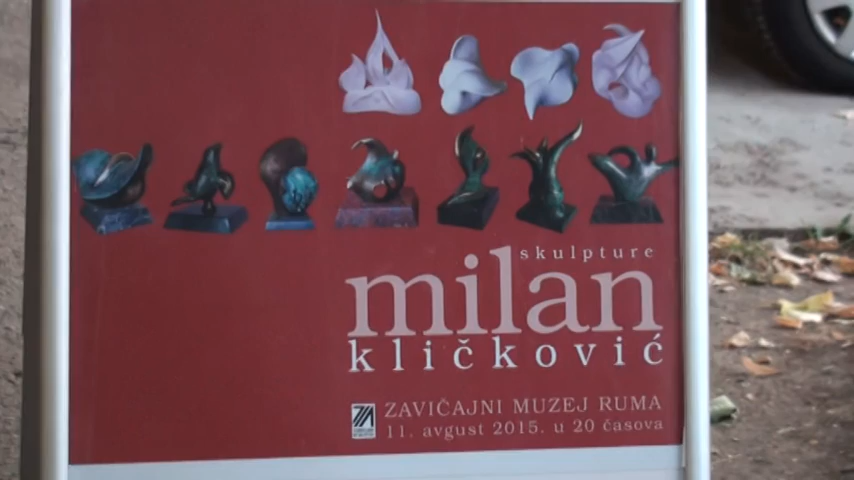 skulpture
milan
kličković
ZAVIČAJNI MUZEJ RUMA
11. avgust 2015. u 20 časova